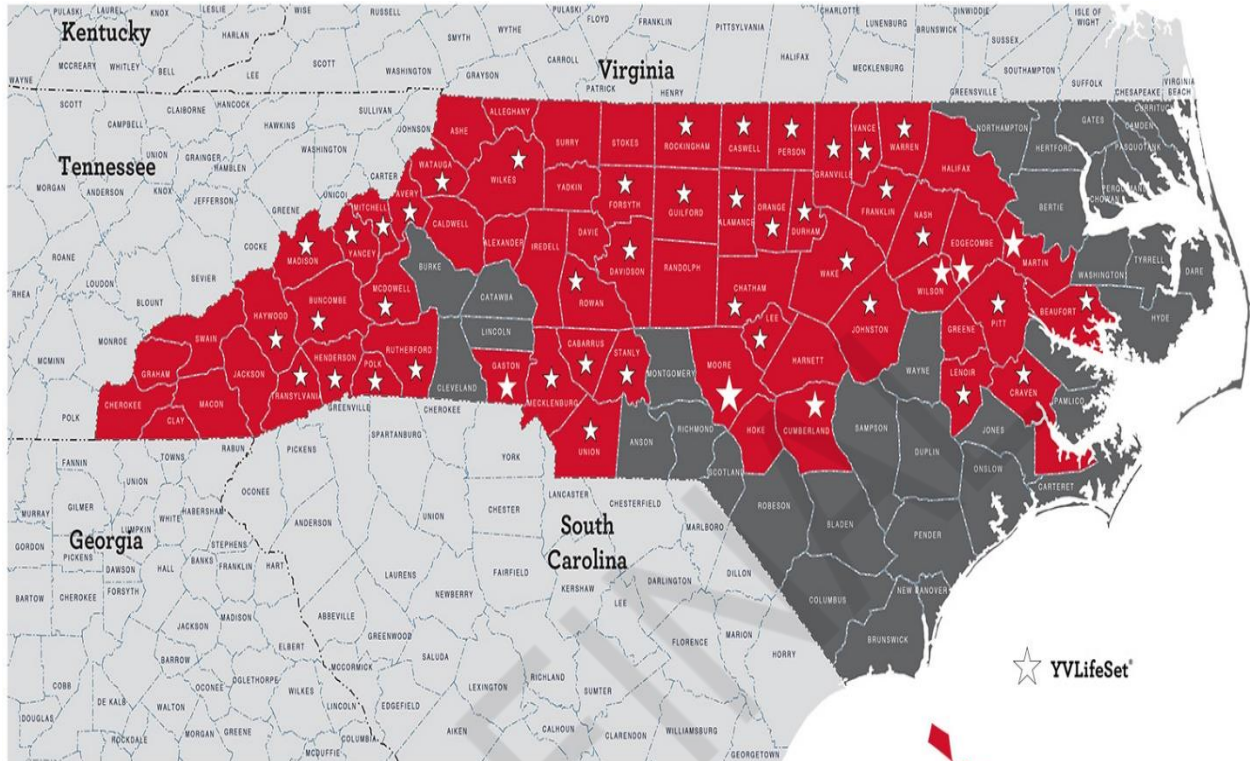 PULASKI
LAUREL
KNOX
LESLIE
WISE
RUSSELL
PULASKI
FLOYD
FRANKLIN
PITTSYLVANIA
CHARLOTTE
LUNENBURG
BRUNSWICK
DINWIDDIE
SUSSEX
ISLE OF
WIGHT
Kentucky
HARLAN
SMYTH
WYTHE
CARROLL
HALIFAX
MCCREARY
WHITLEY
BELL
LEE
SCOTT
WASHINGTON
GRAYSON
Virginia
MECKLENBURG
SOUTHAMPTON
SUFFOLK
CHESAPEAKE
VIRGINIA
BEACH
WAYNE
PATRICK
HENRY
GREENSVILLE
SCOTT
CLAIBORNE
HANCOCK
SULLIVAN
JOHNSON
CAMPBELL
HAWKINS
WASHINGTON
UNION
GRAINGER
HAMBLEN
CARTER
Tennessee
MORGAN
ANDERSON
KNOX
JEFFERSON
GREENE
UNICOI
COCKE
ROANE
LOUDON
SEVIER
RHEA
BLOUNT
MONROE
MCMINN
POLK
ASHE
ALLEGHANY
SURRY
STOKES
ROCKINGHAM
CASWELL
PERSON
GRANVILLE
VANCE
WARREN
NORTHAMPTON
GATES
CURRITUCK
CAMDEN
PASQUOTANK
HERTFORD
HALIFAX
WATAUGA
WILKES
YADKIN
FORSYTH
GUILFORD
ALAMANCE
ORANGE
DURHAM
FRANKLIN
NASH
EDGECOMBE
BERTIE
CHOWAN
MITCHELL
AVERY
YANCEY
MADISON
CALDWELL
ALEXANDER
IREDELL
DAVIE
DAVIDSON
RANDOLPH
CHATHAM
WAKE
WILSON
MARTIN
WASHINGTON
TYRRELL
DARE
BURKE
CATAWBA
ROWAN
HAYWOOD
BUNCOMBE
MCDOWELL
LINCOLN
LEE
JOHNSTON
GREENE
PITT
BEAUFORT
HYDE
SWAIN
GRAHAM
JACKSON
HENDERSON
POLK
RUTHERFORD
CLEVELAND
GASTON
MECKLENBURG
CABARRUS
STANLY
MONTGOMERY
MOORE
HARNETT
WAYNE
LENOIR
CRAVEN
PAMLICO
CHEROKEE
MACON
CLAY
TRANSYLVANIA
UNION
ANSON
RICHMOND
HOKE
CUMBERLAND
SAMPSON
DUPLIN
JONES
ONSLOW
CARTERET
SCOTLAND
ROBESON
BLADEN
PENDER
COLUMBUS
NEW HANOVER
BRUNSWICK
GREENVILLE
CHEROKEE
SPARTANBURG
YORK
PICKENS
OCONEE
ANDERSON
UNION
CHESTER
LANCASTER
CHESTERFIELD
MARLBORO
South
Carolina
LAURENS
FAIRFIELD
KERSHAW
LEE
DARLINGTON
DILLON
NEWBERRY
ABBEVILLE
GREENWOOD
SALUDA
MCCORMICK
EDGEFIELD
LEXINGTON
RICHLAND
SUMTER
FLORENCE
MARION
HORRY
AIKEN
CALHOUN
CLARENDON
WILLIAMSBURG
GEORGETOWN
FANNIN
TOWNS
RABUN
UNION
MURRAY
GILMER
LUMPKIN
WHITE
HABERSHAM
Georgia
STEPHENS
GORDON
PICKENS
DAWSON
HALL
BANKS
FRANKLIN
HART
BARTOW
CHEROKEE
FORSYTH
JACKSON
MADISON
ELBERT
BARROW
COBB
DE KALB
OCONEE
OGLETHORPE
WILKES
WALTON
LINCOLN
DOUGLAS
ROCKDALE
MORGAN
GREENE
COLUMBIA
MCDUFFIE
YVLifeSet®
FINAL